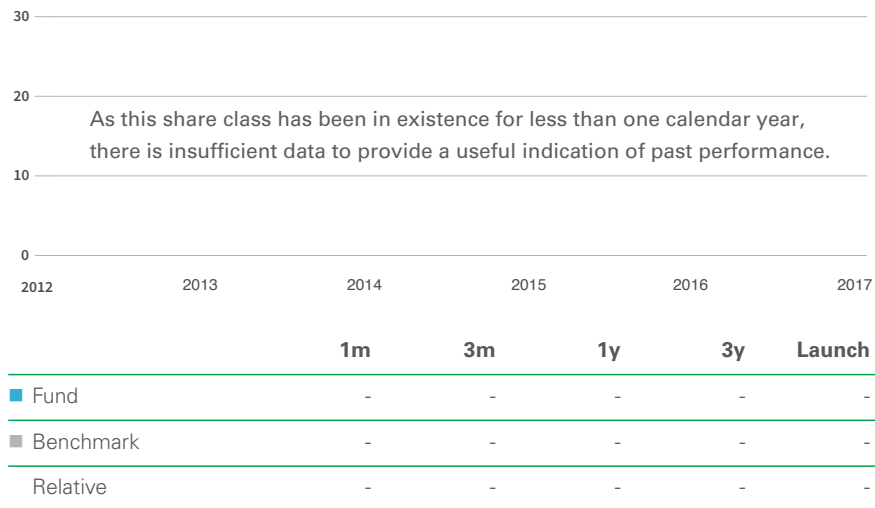 30
20
As this share class has been in existence for less than one calendar year,
there is insufficient data to provide a useful indication of past performance.
10
0
2012 2013 2014 2015 2016 2017
1m 3m 1y 3y Launch
Fund - - - - -
Benchmark - - - - -
Relative - - - - -